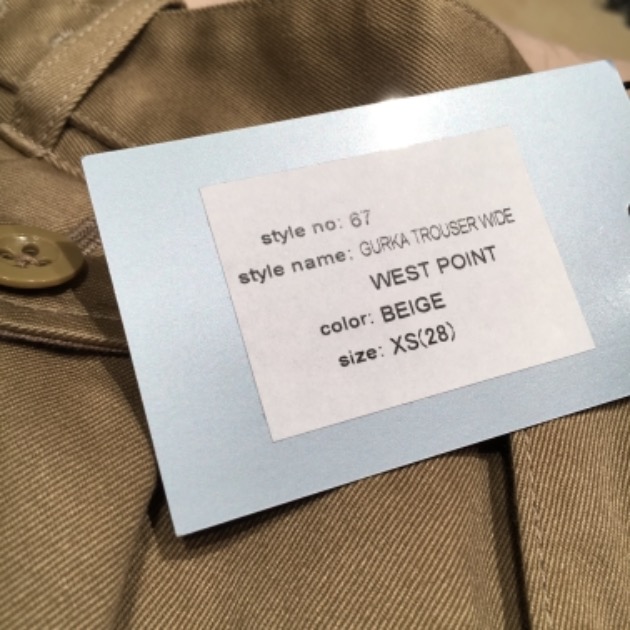 style no: 67
style name: GURKA TROUSER WIDE
WEST POINT
color: BEIGE
size: XS(28)